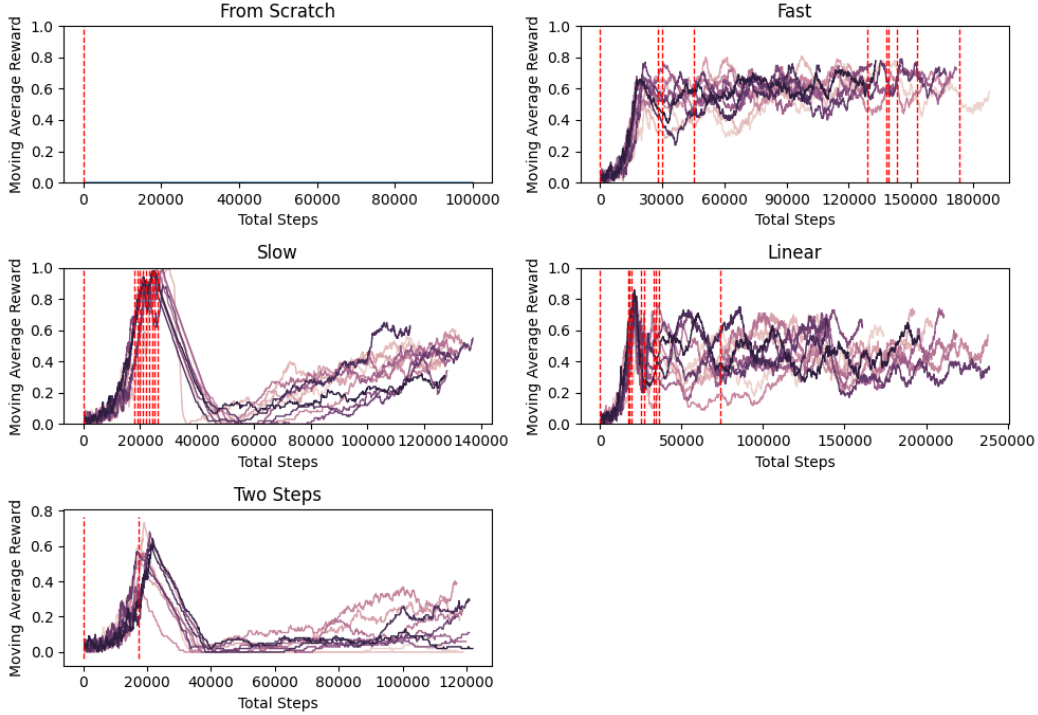 From Scratch
1.0
0.8
0.6
0.4
0.2
0.0
Moving Average Reward
0 20000 40000 60000 80000 100000
Total Steps
Fast
1.0
0.8
0.6
0.4
0.2
0.0
Moving Average Reward
0 30000 60000 90000 120000 150000 180000
Total Steps
Slow
1.0
0.8
0.6
0.4
0.2
0.0
Moving Average Reward
0 20000 40000 60000 80000 100000 120000 140000
Total Steps
Linear
1.0
0.8
0.6
0.4
0.2
0.0
Moving Average Reward
0 50000 100000 150000 200000 250000
Total Steps
Two Steps
0.8
0.6
0.4
0.2
0.0
Moving Average Reward
0 20000 40000 60000 80000 100000 120000
Total Steps